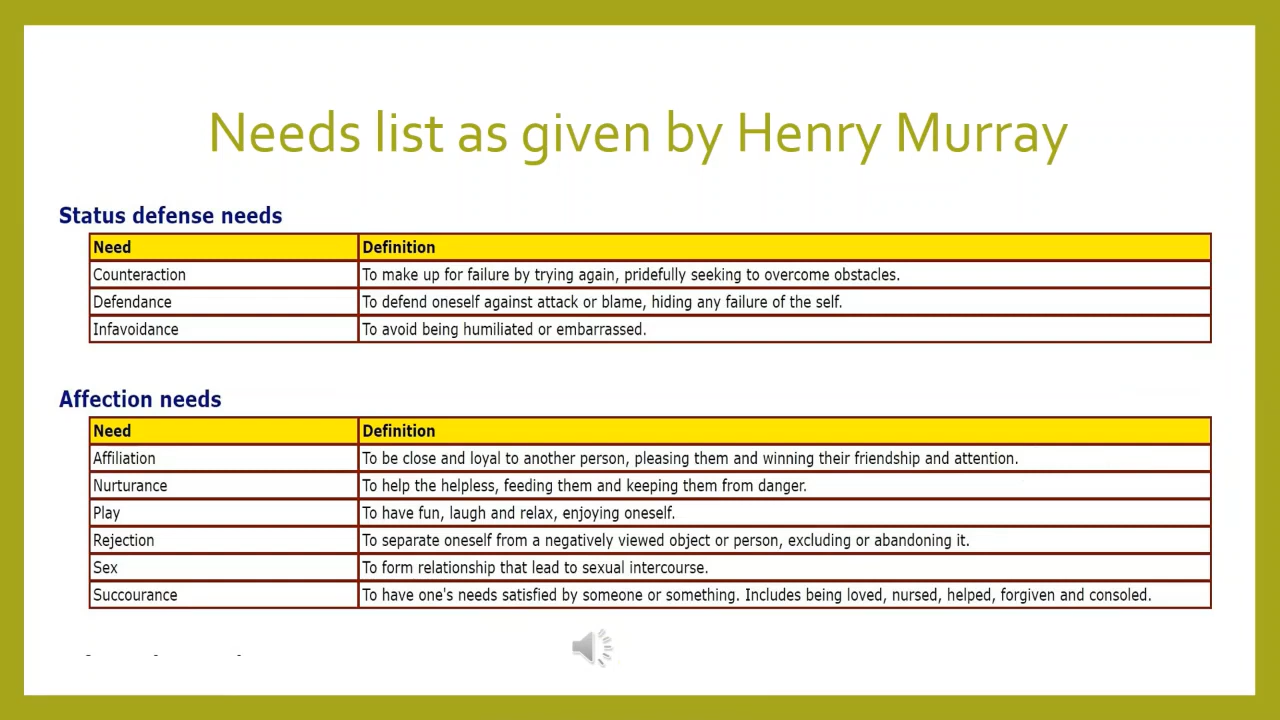 Needs list as given by Henry Murray
Status defense needs
Need Definition
Counteraction To make up for failure by trying again, pridefully seeking to overcome obstacles.
Defendance To defend oneself against attack or blame, hiding any failure of the self.
Infavoidance To avoid being humiliated or embarrassed.
Affection needs
Need Definition
Affiliation To be close and loyal to another person, pleasing them and winning their friendship and attention.
Nurturance To help the helpless, feeding them and keeping them from danger.
Play To have fun, laugh and relax, enjoying oneself.
Rejection To separate oneself from a negatively viewed object or person, excluding or abandoning it.
Sex To form relationship that lead to sexual intercourse.
Succourance To have one's needs satisfied by someone or something. Includes being loved, nursed, helped, forgiven and consoled.